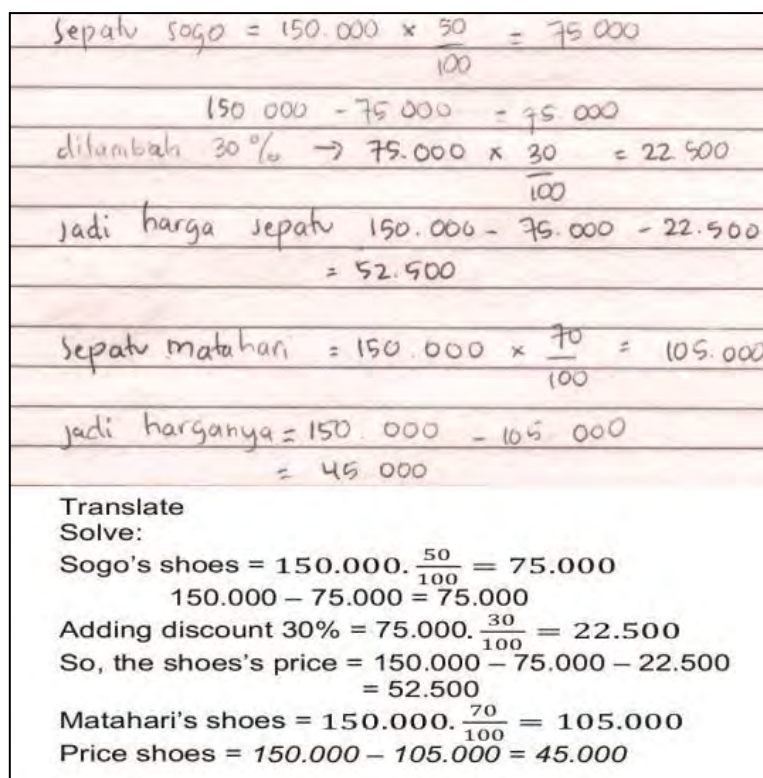 Sepatu sogo = 150.000 × 50/100 = 75 000
150 000 - 75 000 = 75.000
ditambah 30% → 75.000 × 30/100 = 22.500
Jadi harga sepatu 150.000 - 75.000 - 22.500
= 52.500
Sepatu matahari = 150.000 × 70/100 = 105.000
jadi harganya = 150.000 - 105 000
= 45 000
Translate
Solve:
Sogo's shoes = 150.000. 50/100 = 75.000
150.000 – 75.000 = 75.000
Adding discount 30% = 75.000. 30/100 = 22.500
So, the shoes's price = 150.000 – 75.000 – 22.500
= 52.500
Matahari's shoes = 150.000. 70/100 = 105.000
Price shoes = 150.000 – 105.000 = 45.000